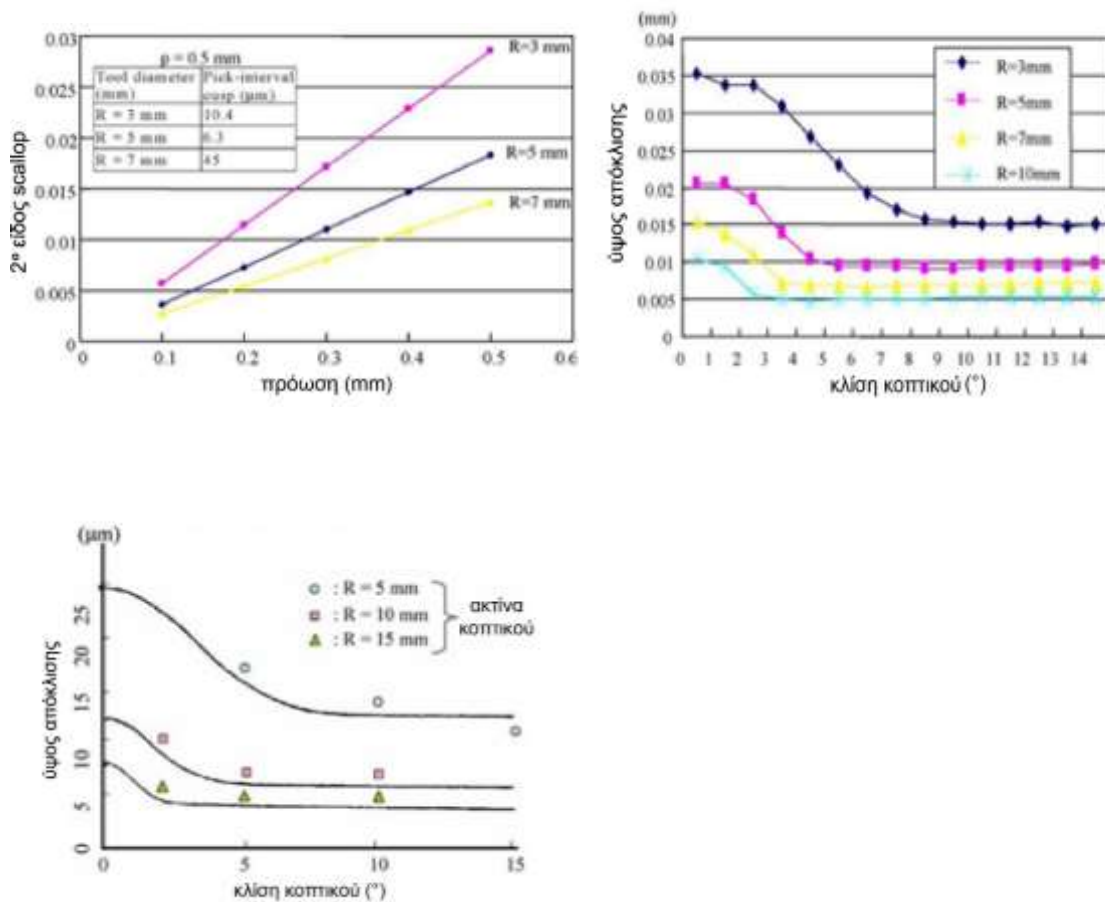 2º είδος scallop
0.03
0.025
0.02
0.015
0.01
0.005
0
p = 0.5 mm
Tool diameter (mm) Pick-interval cusp (μm)
R = 3 mm 10.4
R = 5 mm 6.3
R = 7 mm 45
R=3 mm
R=5 mm
R=7 mm
0 0.1 0.2 0.3 0.4 0.5 0.6
πρόωση (mm)
(mm)
ύψος απόκλισης
0.04
0.035
0.03
0.025
0.02
0.015
0.01
0.005
0
R=3mm
R=5mm
R=7mm
R=10mm
0 1 2 3 4 5 6 7 8 9 10 11 12 13 14
κλίση κοπτικού (°)
(μm)
ύψος απόκλισης
25
20
15
10
5
0
: R = 5 mm
: R = 10 mm
: R = 15 mm
ακτίνα
κοπτικού
0 5 10 15
κλίση κοπτικού (°)